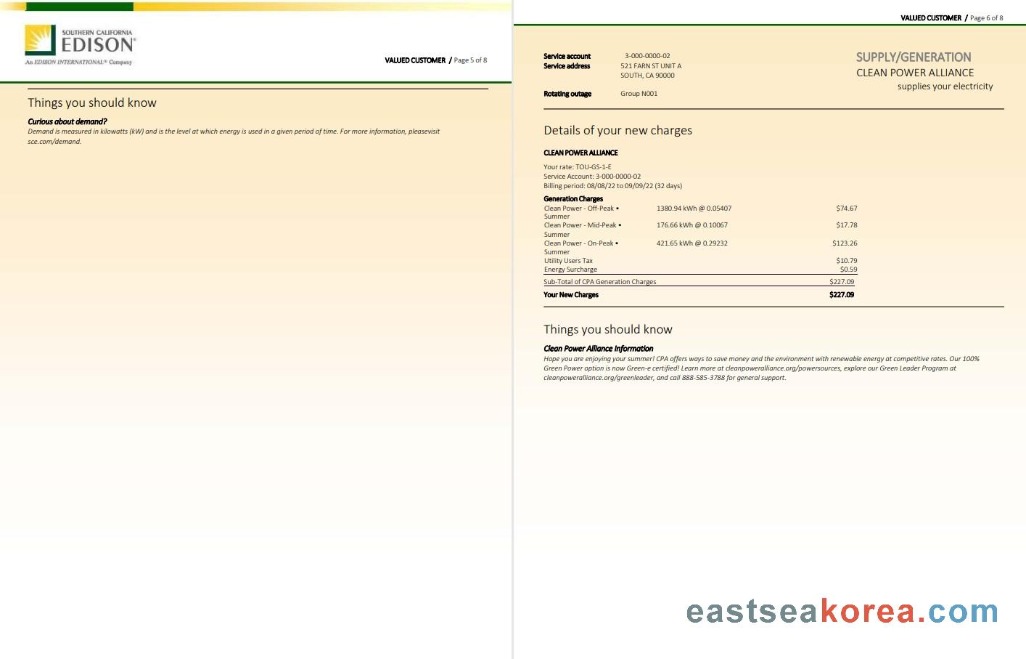 SOUTHERN CALIFORNIA
EDISON®
An EDISON INTERNATIONAL® Company
VALUED CUSTOMER / Page 5 of 8
Things you should know
Curious about demand?
Demand is measured in kilowatts (kW) and is the level at which energy is used in a given period of time. For more information, pleasevisit
sce.com/demand.
VALUED CUSTOMER / Page 6 of 8
Service account 3-000-0000-02
Service address 521 FARN ST UNIT A
SOUTH, CA 90000
Rotating outage Group N001
SUPPLY/GENERATION
CLEAN POWER ALLIANCE
supplies your electricity
Details of your new charges
CLEAN POWER ALLIANCE
Your rate: TOU-GS-1-E
Service Account: 3-000-0000-02
Billing period: 08/08/22 to 09/09/22 (32 days)
Generation Charges
Clean Power - Off-Peak • 1380.94 kWh @ 0.05407 $74.67
Summer
Clean Power - Mid-Peak • 176.66 kWh @ 0.10067 $17.78
Summer
Clean Power - On-Peak • 421.65 kWh @ 0.29232 $123.26
Summer
Utility Users Tax $10.79
Energy Surcharge $0.59
Sub-Total of CPA Generation Charges $227.09
Your New Charges $227.09
Things you should know
Clean Power Alliance Information
Hope you are enjoying your summer! CPA offers ways to save money and the environment with renewable energy at competitive rates. Our 100%
Green Power option is now Green-e certified! Learn more at cleanpoweralliance.org/powersources, explore our Green Leader Program at
cleanpoweralliance.org/greenleader, and call 888-585-3788 for general support.
eastseakorea.com